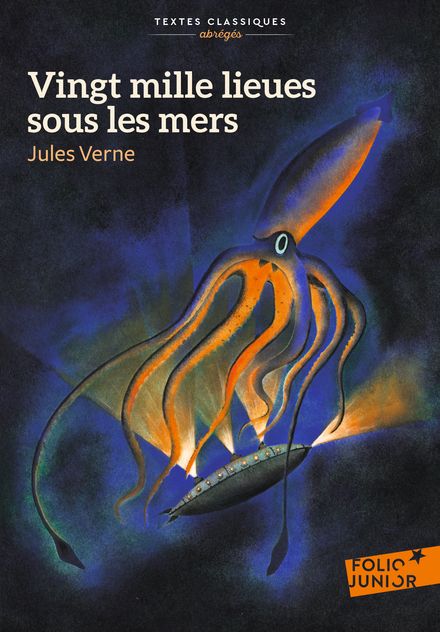 TEXTES CLASSIQUES
abrégés
Vingt mille lieues
sous les mers
Jules Verne
FOLIO
JUNIOR